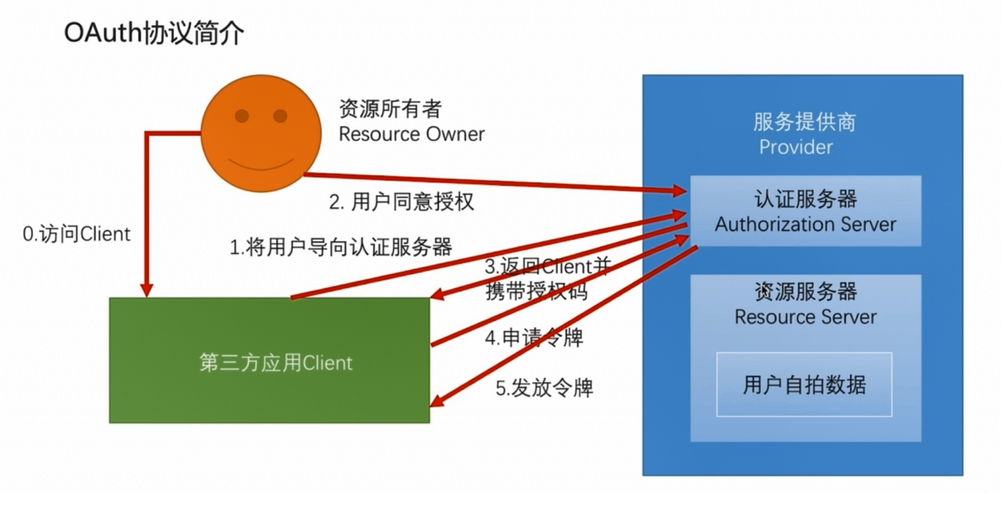 OAuth协议简介
资源所有者
Resource Owner
服务提供商
Provider
2. 用户同意授权
认证服务器
Authorization Server
0.访问Client
1.将用户导向认证服务器
3.返回Client并
携带授权码
资源服务器
Resource Server
4.申请令牌
第三方应用Client
5.发放令牌
用户自拍数据